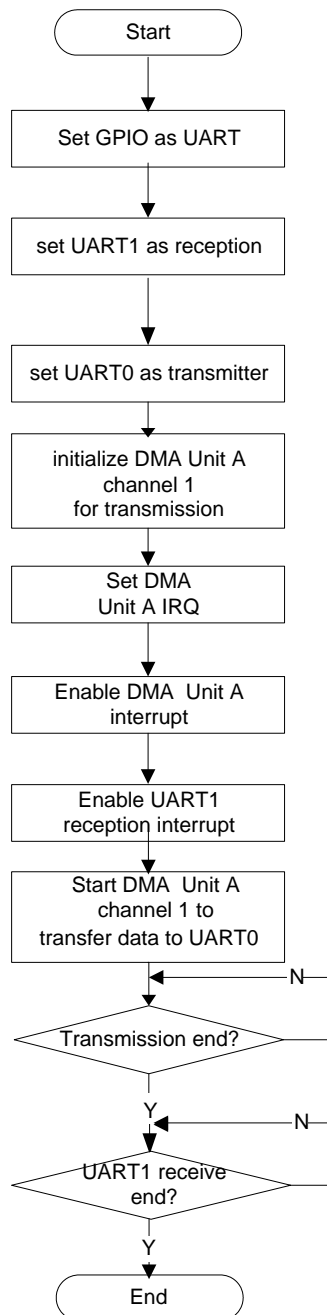 Start
Set GPIO as UART
set UART1 as reception
set UART0 as transmitter
initialize DMA Unit A
channel 1
for transmission
Set DMA
Unit A IRQ
Enable DMA Unit A
interrupt
Enable UART1
reception interrupt
Start DMA Unit A
channel 1 to
transfer data to UART0
N
Transmission end?
Y
N
UART1 receive
end?
Y
End